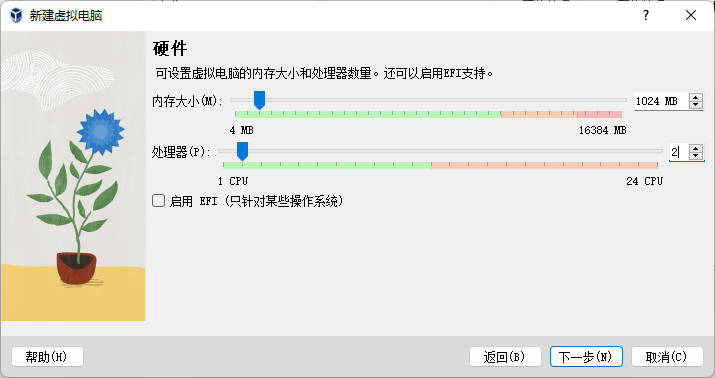 新建虚拟电脑
?
硬件
可设置虚拟电脑的内存大小和处理器数量。还可以启用EFI支持。
内存大小(M): 1024 MB
4 MB 16384 MB
处理器(P): 2
1 CPU 24 CPU
启用 EFI (只针对某些操作系统)
帮助(H) 返回(B) 下一步(N) 取消(C)